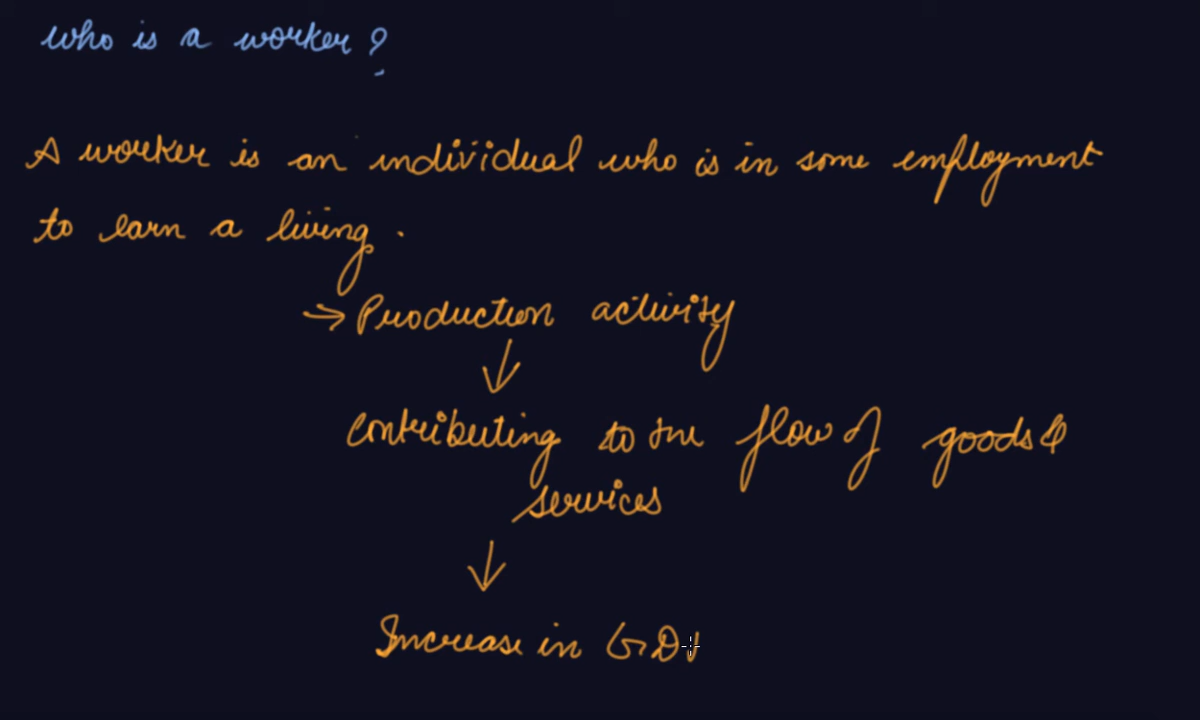 who is a worker?
A worker is an individual who is in some employment
to earn a living.
→ Production activity
↓
Contributing to the flow of goods &
services
↓
Increase in GD